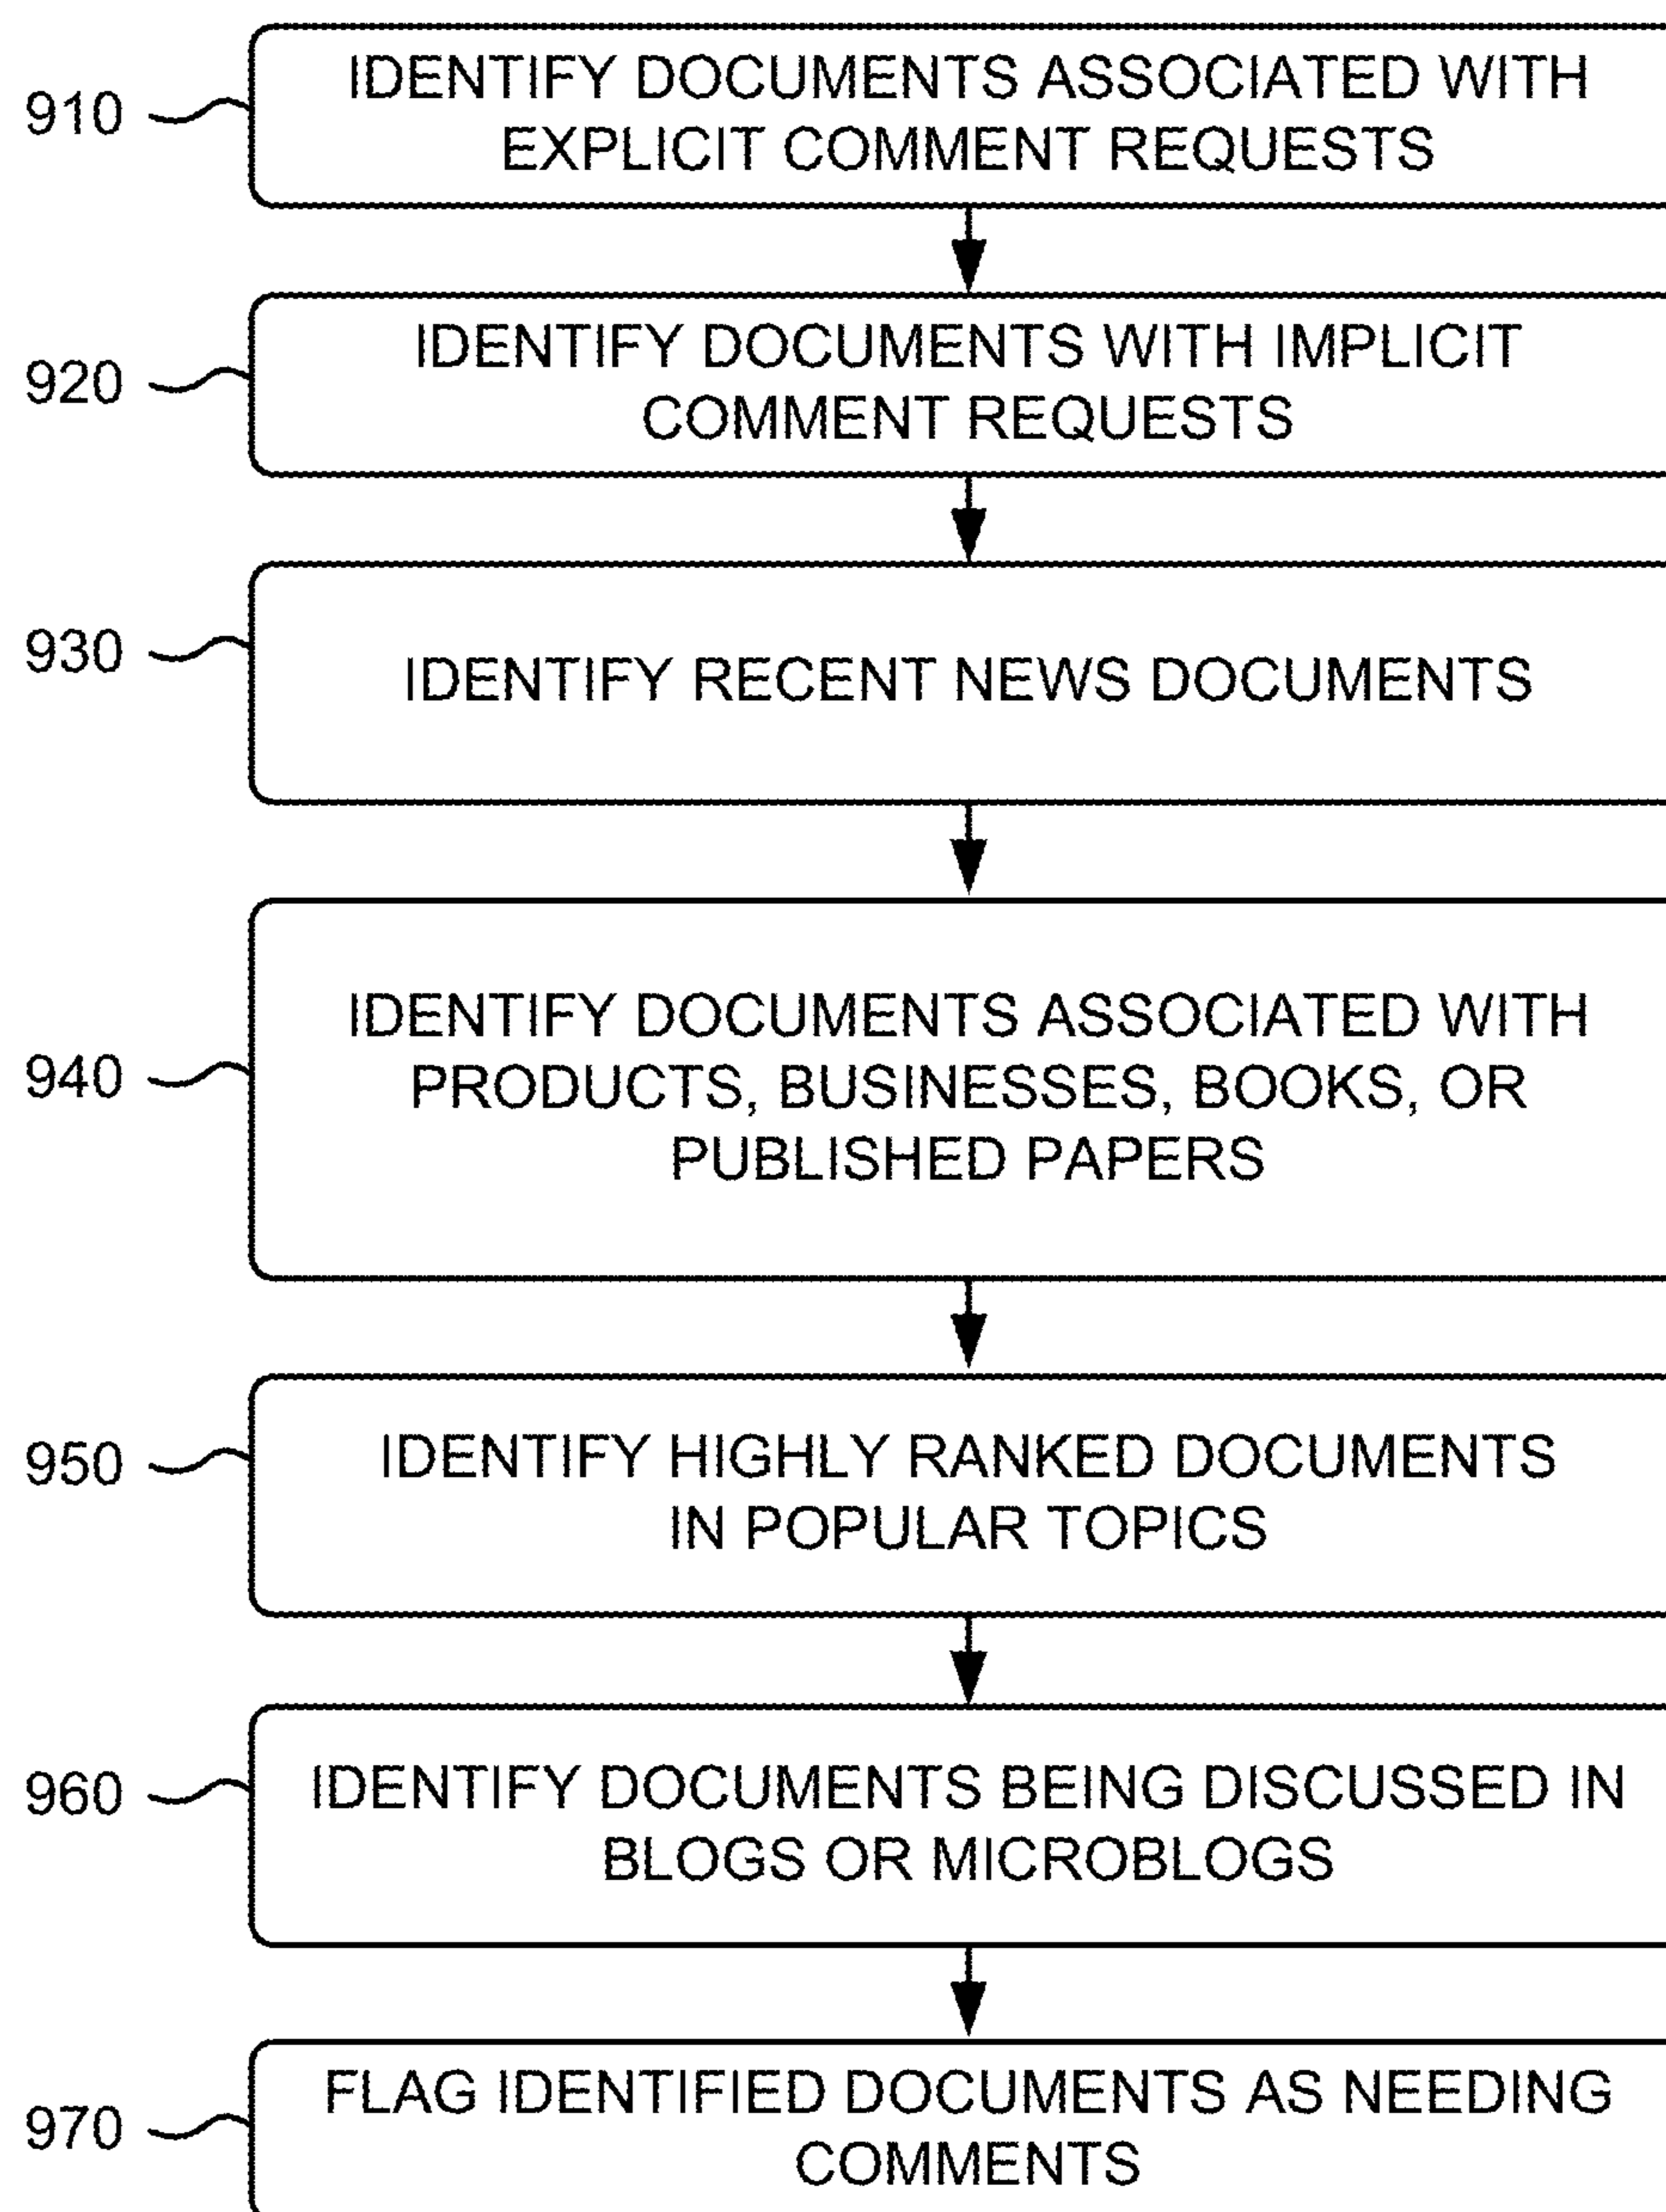 910
IDENTIFY DOCUMENTS ASSOCIATED WITH
EXPLICIT COMMENT REQUESTS
920
IDENTIFY DOCUMENTS WITH IMPLICIT
COMMENT REQUESTS
930
IDENTIFY RECENT NEWS DOCUMENTS
940
IDENTIFY DOCUMENTS ASSOCIATED WITH
PRODUCTS, BUSINESSES, BOOKS, OR
PUBLISHED PAPERS
950
IDENTIFY HIGHLY RANKED DOCUMENTS
IN POPULAR TOPICS
960
IDENTIFY DOCUMENTS BEING DISCUSSED IN
BLOGS OR MICROBLOGS
970
FLAG IDENTIFIED DOCUMENTS AS NEEDING
COMMENTS